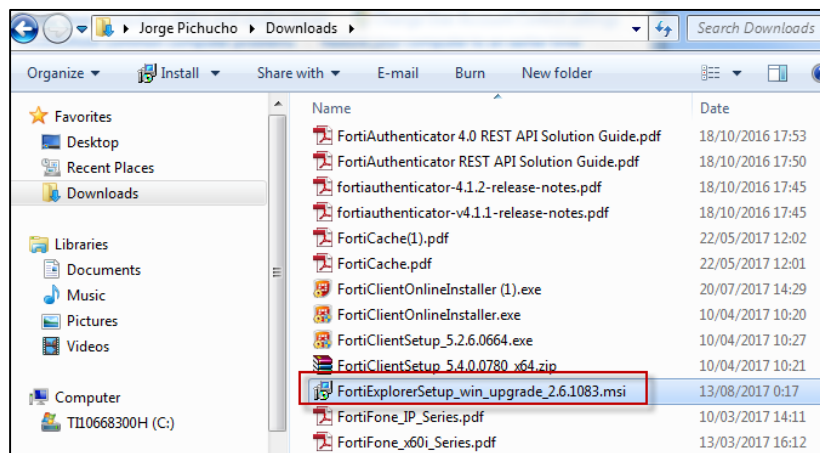 Jorge Pichucho Downloads
Search Downloads
Organize Install Share with E-mail Burn New folder
Favorites
Desktop
Recent Places
Downloads
Libraries
Documents
Music
Pictures
Videos
Computer
TI10668300H (C:)
Name Date
FortiAuthenticator 4.0 REST API Solution Guide.pdf 18/10/2016 17:53
FortiAuthenticator REST API Solution Guide.pdf 18/10/2016 17:50
fortiauthenticator-4.1.2-release-notes.pdf 18/10/2016 17:45
fortiauthenticator-v4.1.1-release-notes.pdf 18/10/2016 17:45
FortiCache(1).pdf 22/05/2017 12:02
FortiCache.pdf 22/05/2017 12:01
FortiClientOnlineInstaller (1).exe 20/07/2017 14:29
FortiClientOnlineInstaller.exe 10/04/2017 10:20
FortiClientSetup_5.2.6.0664.exe 10/04/2017 10:27
FortiClientSetup_5.4.0.0780_x64.zip 10/04/2017 10:21
FortiExplorerSetup_win_upgrade_2.6.1083.msi 13/08/2017 0:17
FortiFone_IP_Series.pdf 10/03/2017 14:11
FortiFone_x60i_Series.pdf 13/03/2017 16:12